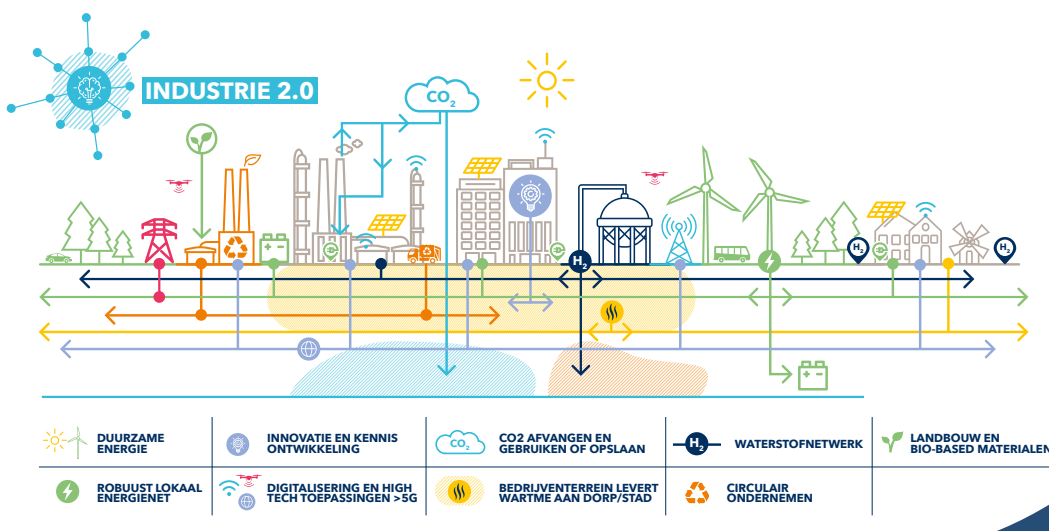 INDUSTRIE 2.0
CO2
H2
H2
H2
DUURZAME
ENERGIE
INNOVATIE EN KENNIS
ONTWIKKELING
CO2
CO2 AFVANGEN EN
GEBRUIKEN OF OPSLAAN
H2
WATERSTOFNETWERK
LANDBOUW EN
BIO-BASED MATERIALEN
ROBUUST LOKAAL
ENERGIENET
DIGITALISERING EN HIGH
TECH TOEPASSINGEN >5G
BEDRIJVENTERREIN LEVERT
WARTME AAN DORP/STAD
CIRCULAIR
ONDERNEMEN